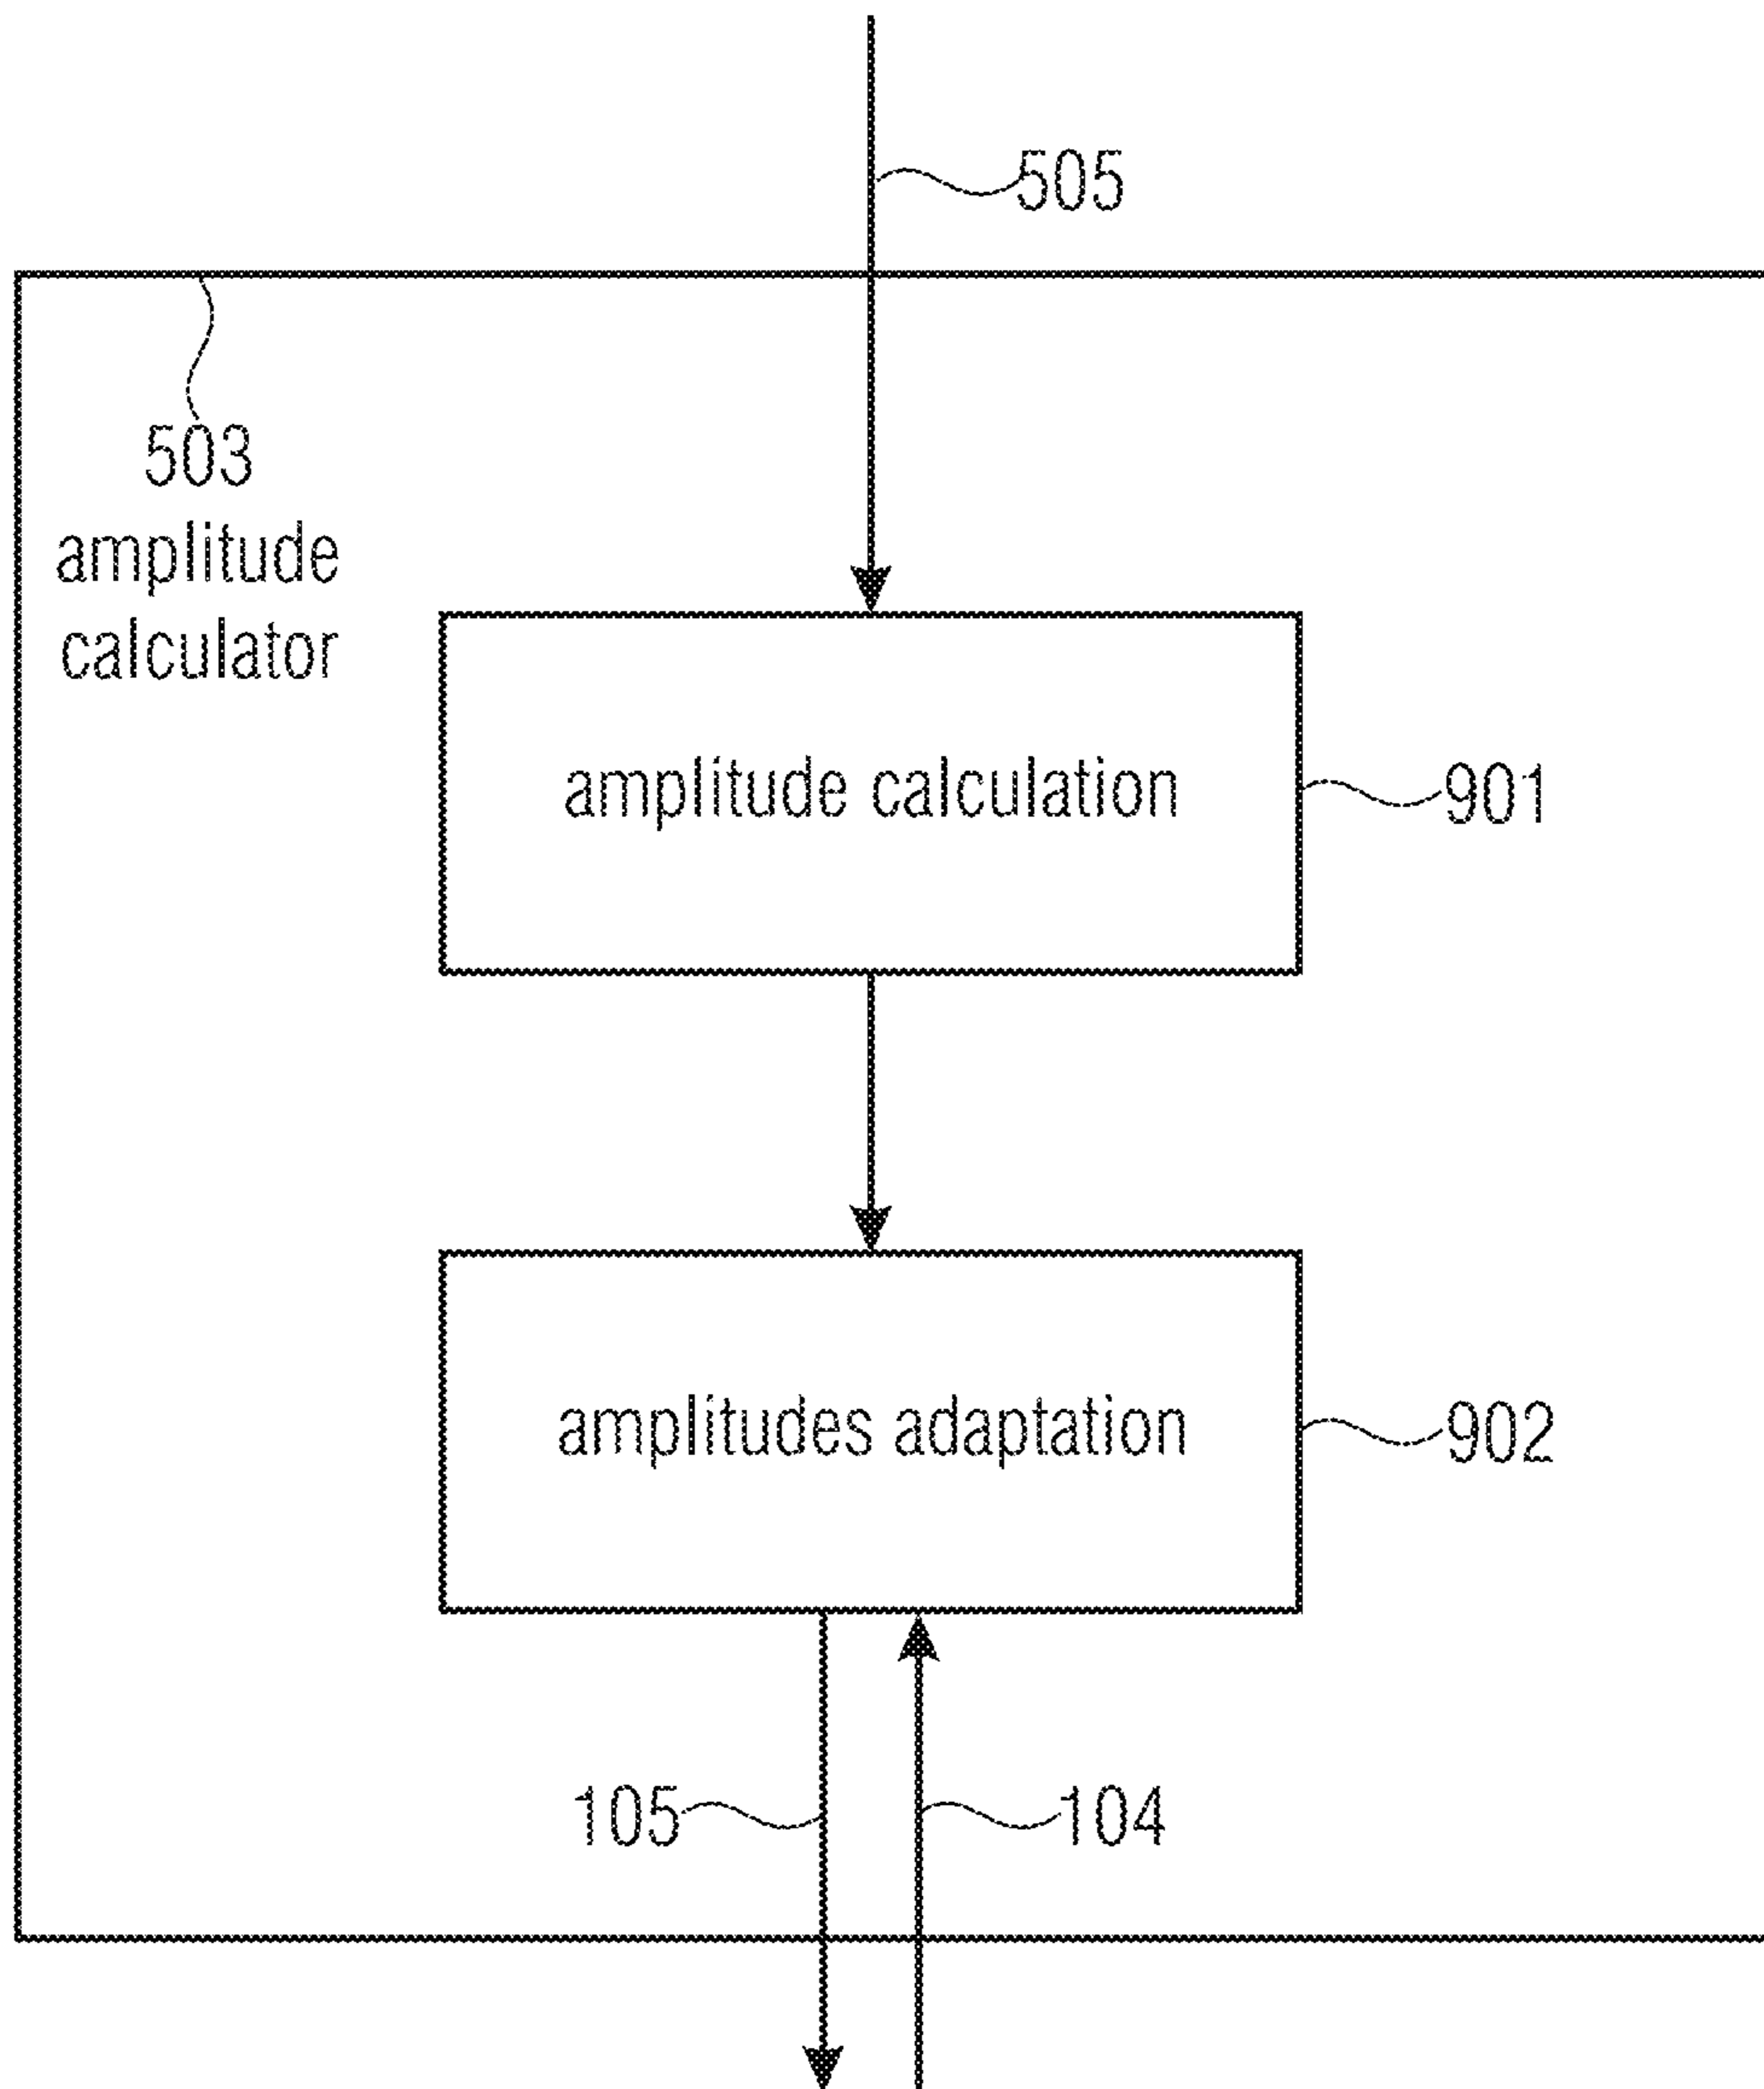 505
503
amplitude
calculator
amplitude calculation
901
amplitudes adaptation
902
105
104